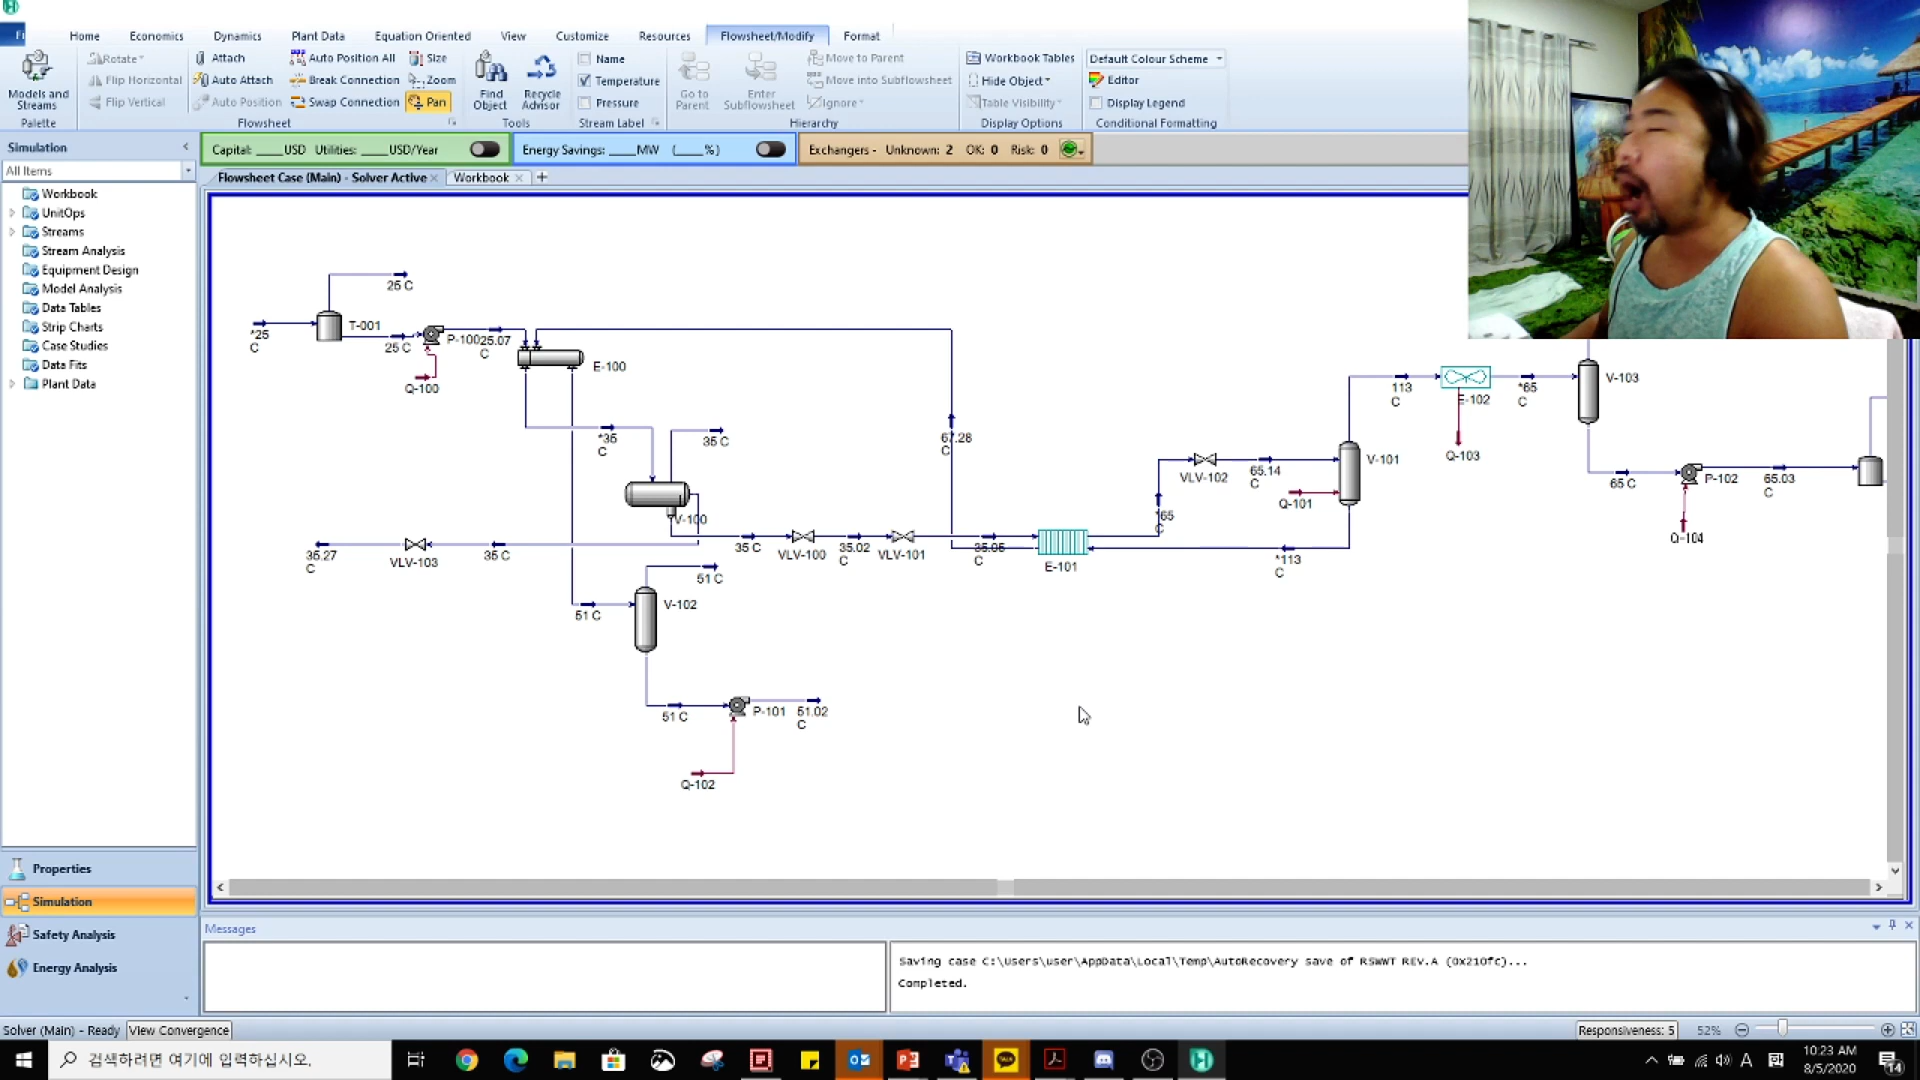 Fi
Home
Economics
Dynamics
Plant Data
Equation Oriented
View
Customize
Resources
Flowsheet/Modify
Format
Models and Streams
Palette
Rotate
Flip Horizontal
Flip Vertical
Attach
Auto Attach
Auto Position
Auto Position All
Break Connection
Swap Connection
Size
Zoom
Pan
Flowsheet
Find Object
Recycle Advisor
Tools
Name
Temperature
Pressure
Stream Label
Go to Parent
Enter Subflowsheet
Move to Parent
Move into Subflowsheet
Ignore
Hierarchy
Workbook Tables
Hide Object
Table Visibility
Display Options
Default Colour Scheme
Editor
Display Legend
Conditional Formatting
Simulation
Capital: ____USD Utilities: ____USD/Year
Energy Savings: ____MW (____%)
Exchangers - Unknown: 2 OK: 0 Risk: 0
All Items
Flowsheet Case (Main) - Solver Active
Workbook
Workbook
UnitOps
Streams
Stream Analysis
Equipment Design
Model Analysis
Data Tables
Strip Charts
Case Studies
Data Fits
Plant Data
25 C
*25 C
T-001
25 C
P-100
25.07 C
Q-100
E-100
*35 C
35 C
67.28 C
V-100
35.27 C
VLV-103
35 C
35 C
VLV-100
35.02 C
VLV-101
35.05 C
E-101
*65 C
VLV-102
65.14 C
Q-101
V-101
*113 C
113 C
E-102
*65 C
Q-103
V-103
65 C
P-102
65.03 C
Q-104
51 C
51 C
V-102
51 C
P-101
51.02 C
Q-102
Properties
Simulation
Safety Analysis
Energy Analysis
Messages
Saving case C:\Users\user\AppData\Local\Temp\AutoRecovery save of RSWWT REV.A (0x210fc)...
Completed.
Solver (Main) - Ready
View Convergence
Responsiveness: 5
52%
검색하려면 여기에 입력하십시오.
A
10:23 AM
8/5/2020
14